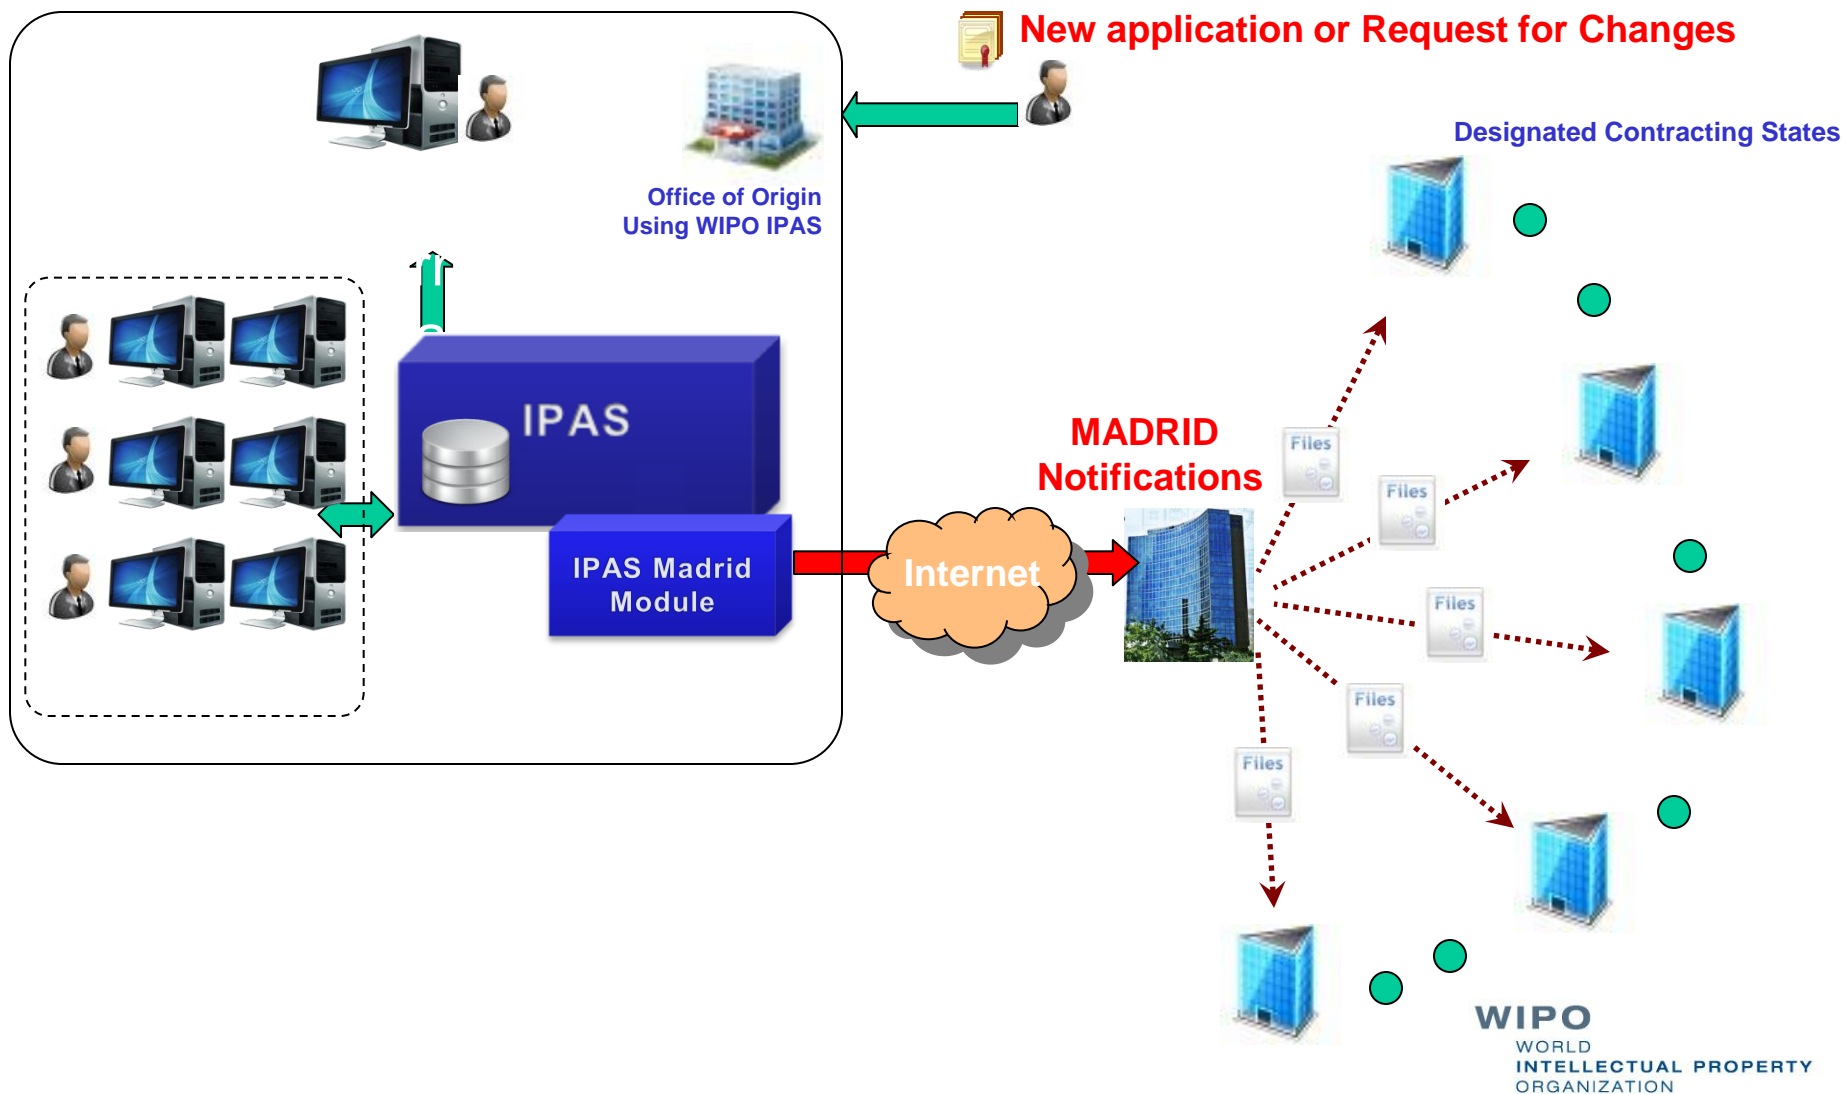 New application or Request for Changes
Designated Contracting States
Office of Origin
Using WIPO IPAS
IPAS
IPAS Madrid
Module
Internet
MADRID
Notifications
Files
Files
Files
Files
Files
WIPO
WORLD
INTELLECTUAL PROPERTY
ORGANIZATION